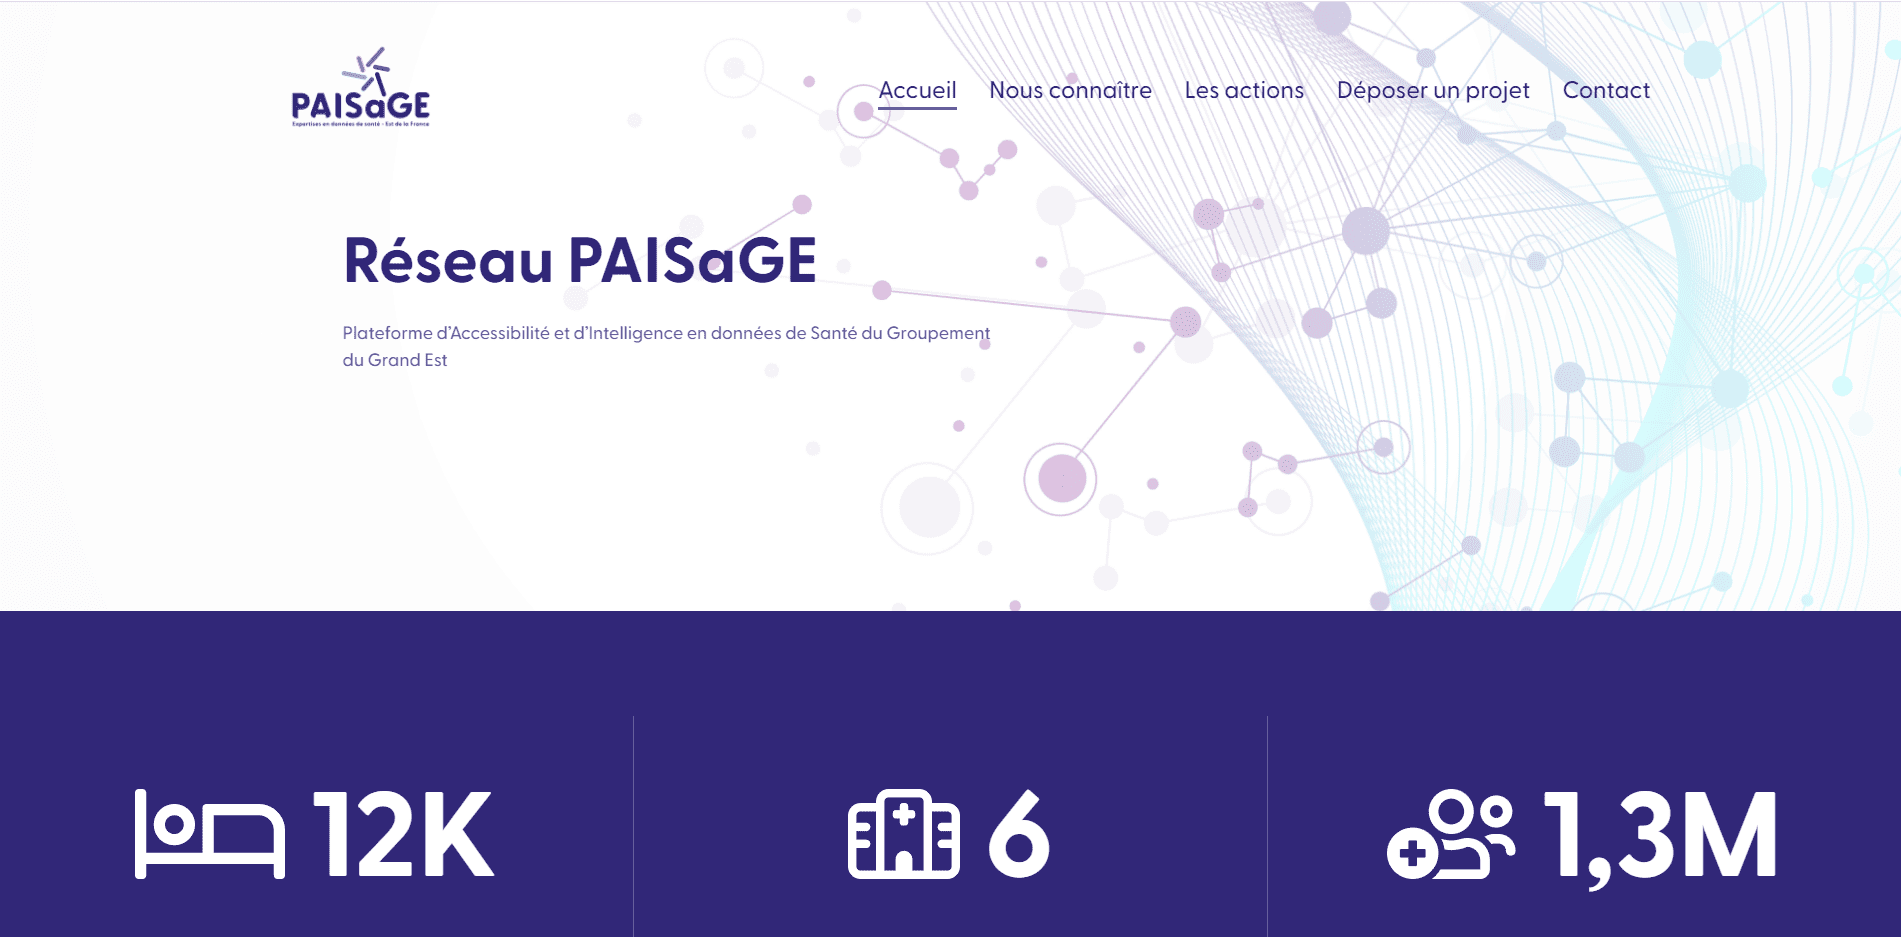 PAISaGE
Expertises en données de santé - Est de la France
Accueil
Nous connaître
Les actions
Déposer un projet
Contact
Réseau PAISaGE
Plateforme d’Accessibilité et d’Intelligence en données de Santé du Groupement
du Grand Est
12K
6
1,3M